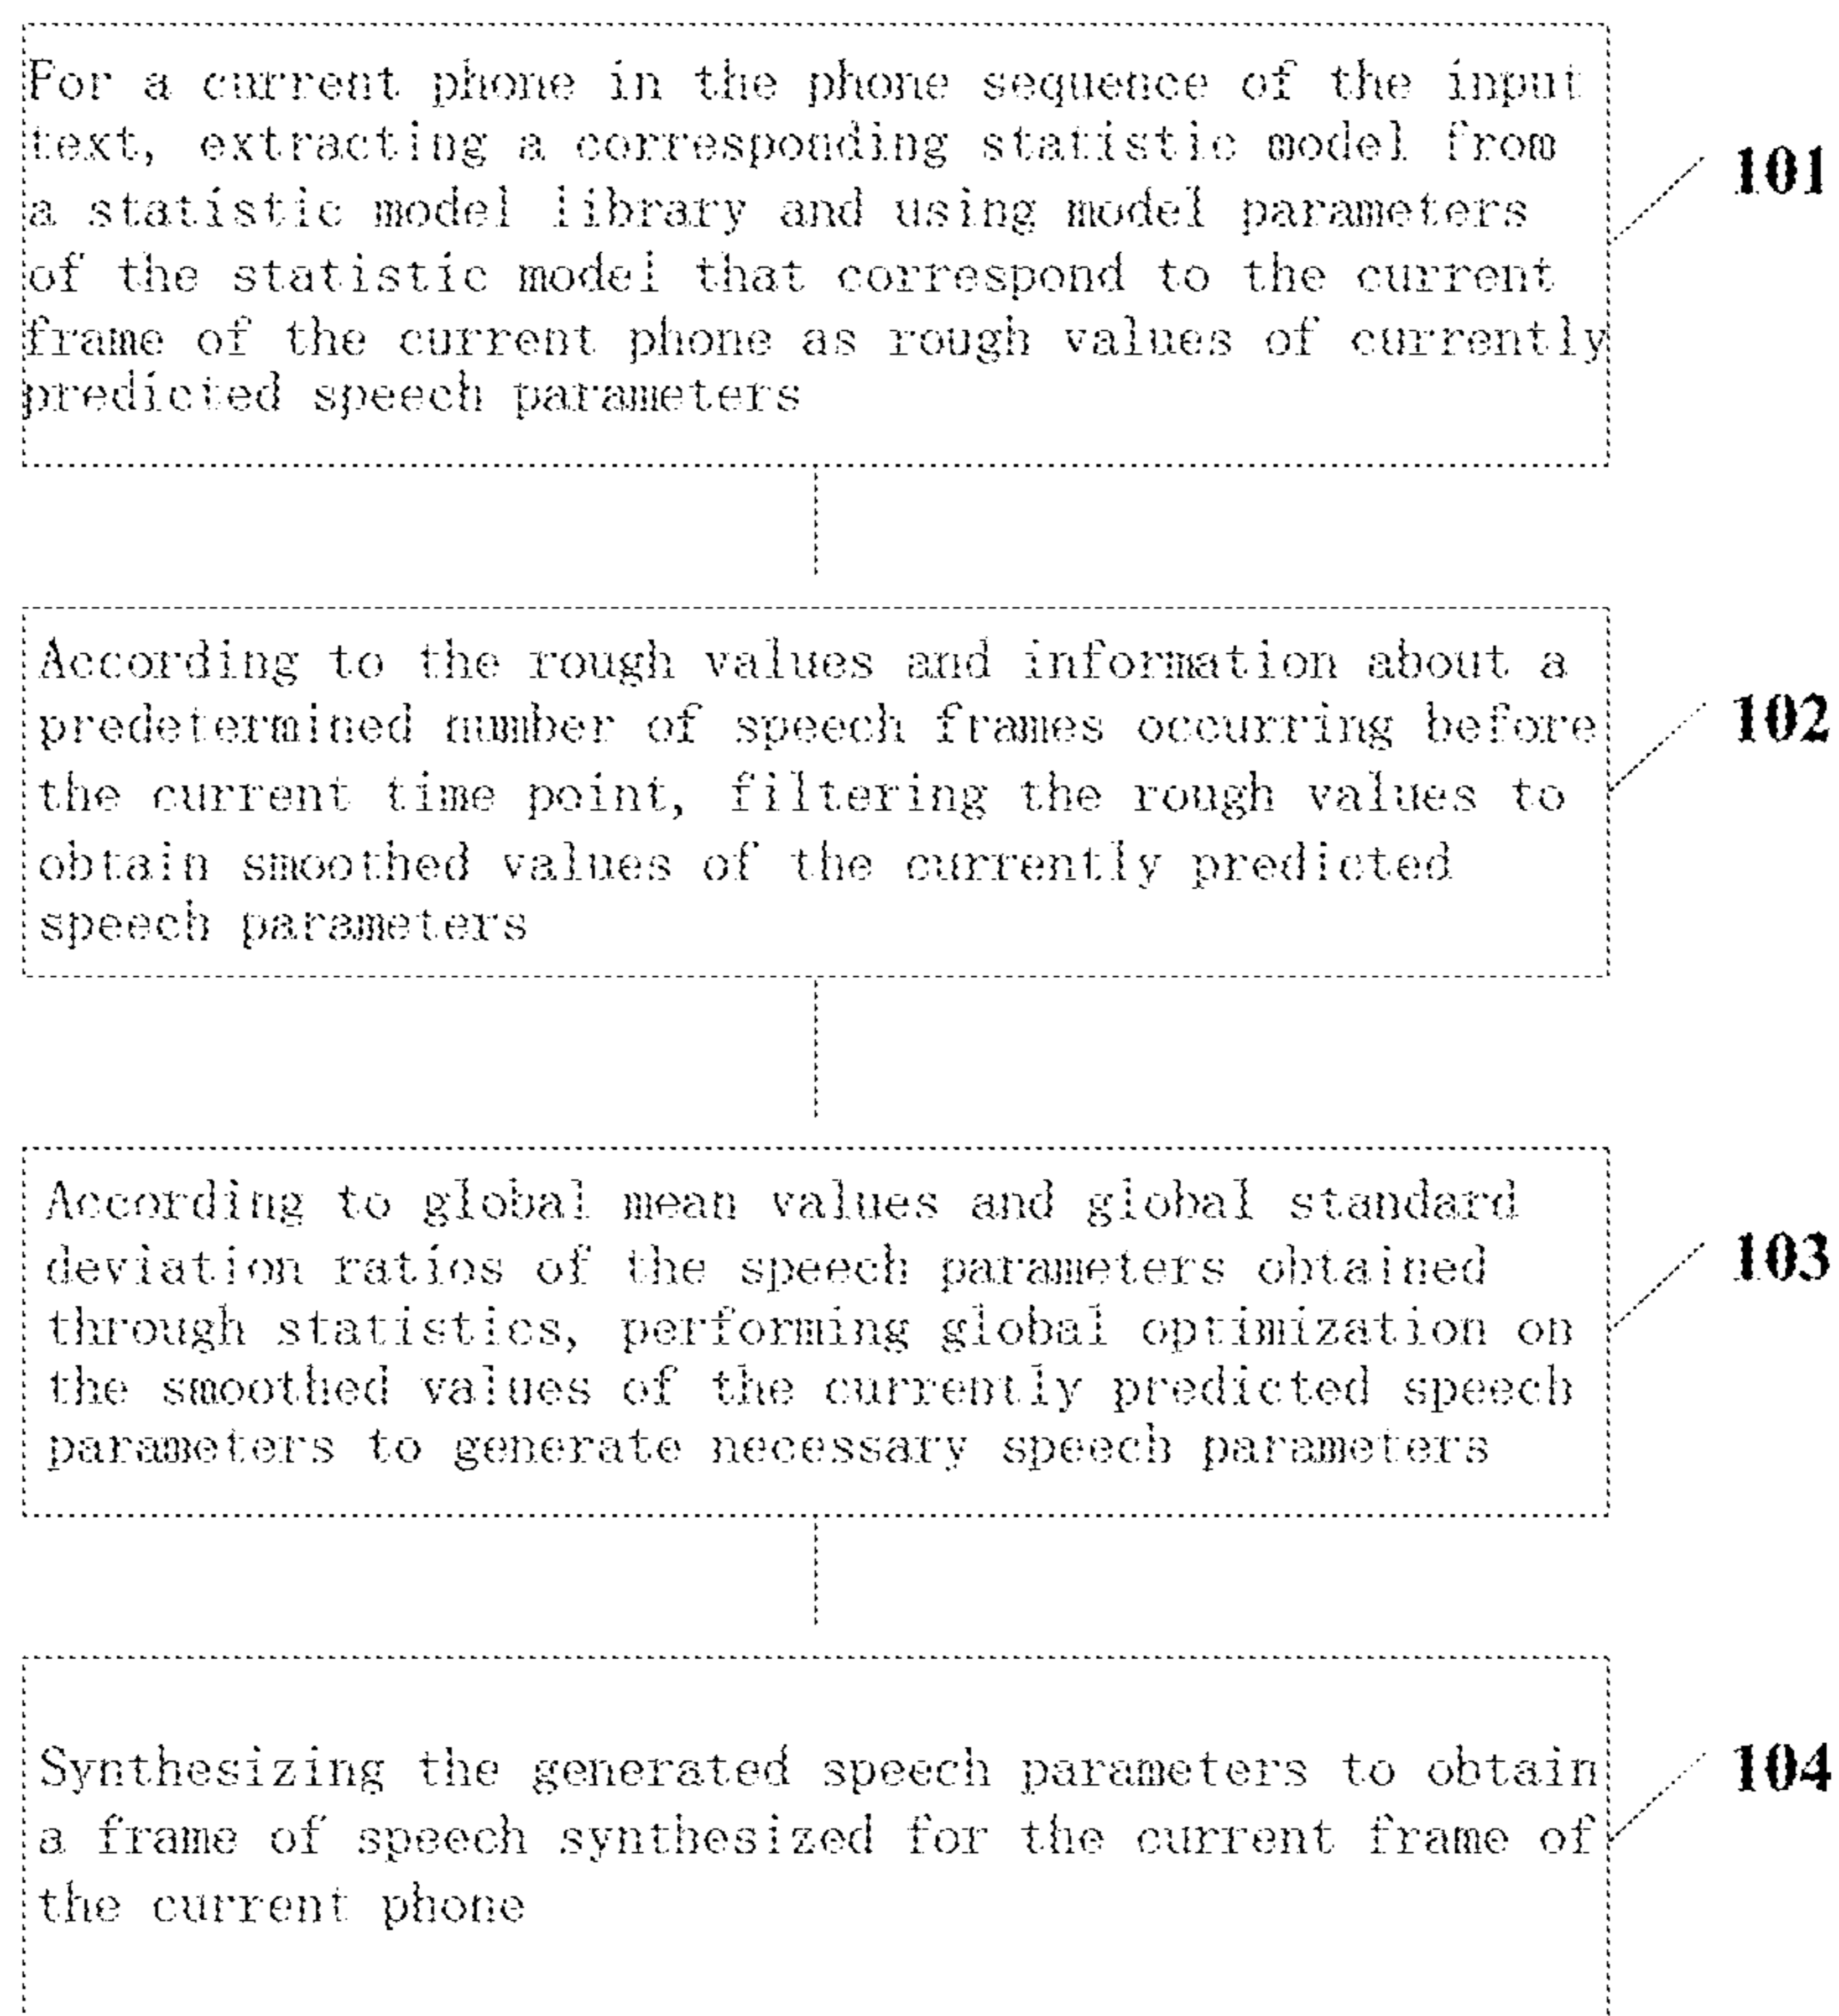 For a current phone in the phone sequence of the input
text, extracting a corresponding statistic model from
a statistic model library and using model parameters
of the statistic model that correspond to the current
frame of the current phone as rough values of currently
predicted speech parameters
101
According to the rough values and information about a
predetermined number of speech frames occurring before
the current time point, filtering the rough values to
obtain smoothed values of the currently predicted
speech parameters
102
According to global mean values and global standard
deviation ratios of the speech parameters obtained
through statistics, performing global optimization on
the smoothed values of the currently predicted speech
parameters to generate necessary speech parameters
103
Synthesizing the generated speech parameters to obtain
a frame of speech synthesized for the current frame of
the current phone
104